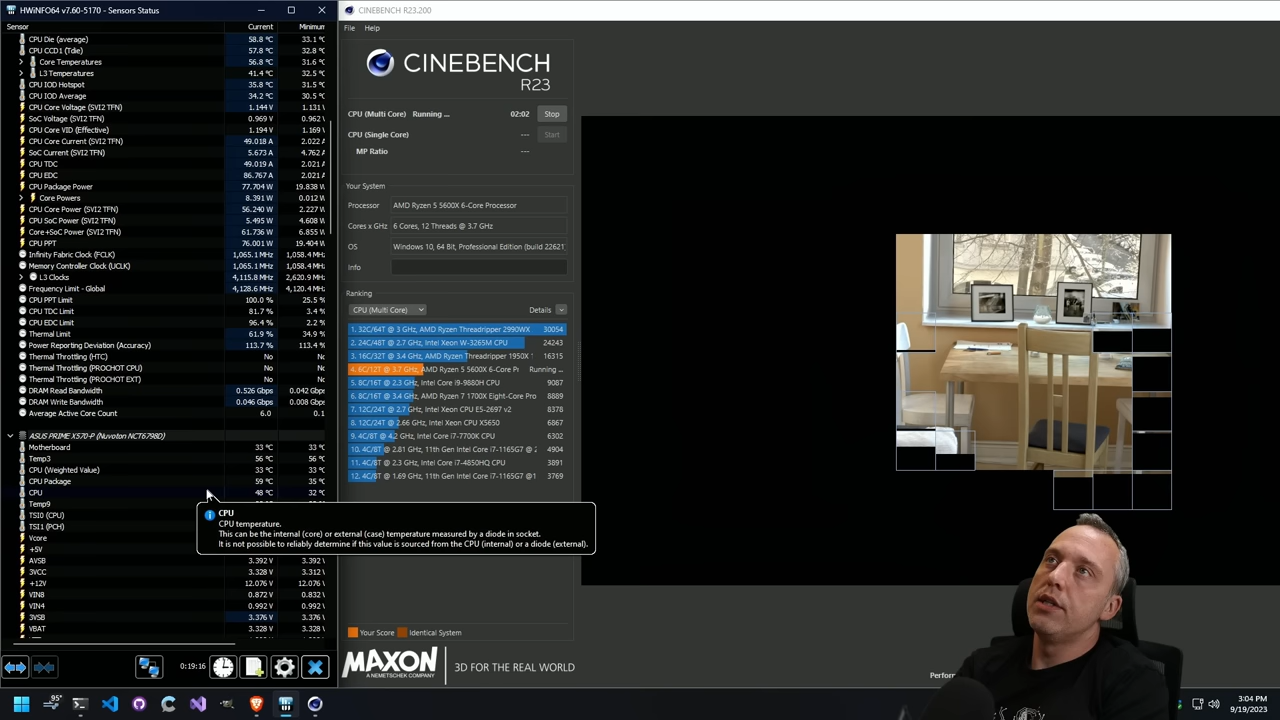 HWiNFO64 v7.60-5170 - Sensors Status
Sensor Current Minimum
CPU Die (average) 58.8 °C 33.1 °C
CPU CCD1 (Tdie) 57.8 °C 32.8 °C
Core Temperatures 56.8 °C 31.6 °C
L3 Temperatures 41.4 °C 32.5 °C
CPU IOD Hotspot 35.8 °C 31.5 °C
CPU IOD Average 34.2 °C 30.5 °C
CPU Core Voltage (SVI2 TFN) 1.144 V 1.131 V
SoC Voltage (SVI2 TFN) 0.969 V 0.962 V
CPU Core VID (Effective) 1.194 V 1.169 V
CPU Core Current (SVI2 TFN) 49.018 A 2.022 A
SoC Current (SVI2 TFN) 5.673 A 4.762 A
CPU TDC 49.019 A 2.021 A
CPU EDC 86.767 A 2.021 A
CPU Package Power 77.704 W 19.838 W
Core Powers 8.391 W 0.012 W
CPU Core Power (SVI2 TFN) 56.240 W 2.227 W
CPU SoC Power (SVI2 TFN) 5.495 W 4.608 W
Core+SoC Power (SVI2 TFN) 61.736 W 6.855 W
CPU PPT 76.001 W 19.404 W
Infinity Fabric Clock (FCLK) 1,065.1 MHz 1,058.4 MHz
Memory Controller Clock (UCLK) 1,065.1 MHz 1,058.4 MHz
L3 Clocks 4,115.8 MHz 2,620.9 MHz
Frequency Limit - Global 4,128.6 MHz 4,120.4 MHz
CPU PPT Limit 100.0 % 25.5 %
CPU TDC Limit 81.7 % 3.4 %
CPU EDC Limit 96.4 % 2.2 %
Thermal Limit 61.9 % 34.9 %
Power Reporting Deviation (Accuracy) 113.7 % 113.4 %
Thermal Throttling (HTC) No No
Thermal Throttling (PROCHOT CPU) No No
Thermal Throttling (PROCHOT EXT) No No
DRAM Read Bandwidth 0.526 Gbps 0.042 Gbps
DRAM Write Bandwidth 0.046 Gbps 0.008 Gbps
Average Active Core Count 6.0 0.1
ASUS PRIME X570-P (Nuvoton NCT6798D)
Motherboard 33 °C 33 °C
Temp3 56 °C 34 °C
CPU (Weighted Value) 33 °C 33 °C
CPU Package 59 °C 35 °C
CPU 48 °C 32 °C
Temp9
TSI0 (CPU)
TSI1 (PCH)
Vcore
+5V
AVSB 3.392 V 3.392 V
3VCC 3.328 V 3.328 V
+12V 12.076 V 12.076 V
VIN8 0.872 V 0.832 V
VIN4 0.992 V 0.992 V
3VSB 3.376 V 3.376 V
VBAT 3.328 V 3.328 V
0:19:16
CPU
CPU temperature.
This can be the internal (core) or external (case) temperature measured by a diode in socket.
It is not possible to reliably determine if this value is sourced from the CPU (internal) or a diode (external).
CINEBENCH R23.200
File Help
CINEBENCH
R23
CPU (Multi Core) Running ... 02:02 Stop
CPU (Single Core) --- Start
MP Ratio ---
Your System
Processor AMD Ryzen 5 5600X 6-Core Processor
Cores x GHz 6 Cores, 12 Threads @ 3.7 GHz
OS Windows 10, 64 Bit, Professional Edition (build 22621)
Info
Ranking
CPU (Multi Core) Details
1. 32C/64T @ 3 GHz, AMD Ryzen Threadripper 2990WX 30054
2. 24C/48T @ 2.7 GHz, Intel Xeon W-3265M CPU 24243
3. 16C/32T @ 3.4 GHz, AMD Ryzen Threadripper 1950X 16315
4. 6C/12T @ 3.7 GHz, AMD Ryzen 5 5600X 6-Core Pr Running ...
5. 8C/16T @ 2.3 GHz, Intel Core i9-9880H CPU 9087
6. 8C/16T @ 3.4 GHz, AMD Ryzen 7 1700X Eight-Core Pro 8889
7. 12C/24T @ 2.7 GHz, Intel Xeon CPU E5-2697 v2 8378
8. 12C/24T @ 2.66 GHz, Intel Xeon CPU X5650 6867
9. 4C/8T @ 4.2 GHz, Intel Core i7-7700K CPU 6302
10. 4C/8T @ 2.81 GHz, 11th Gen Intel Core i7-1165G7 @ 2 4904
11. 4C/8T @ 2.3 GHz, Intel Core i7-4850HQ CPU 3891
12. 4C/8T @ 1.69 GHz, 11th Gen Intel Core i7-1165G7 @1 3769
Your Score Identical System
MAXON
A NEMETSCHEK COMPANY
3D FOR THE REAL WORLD
Perfor
95°
3:04 PM
9/19/2023